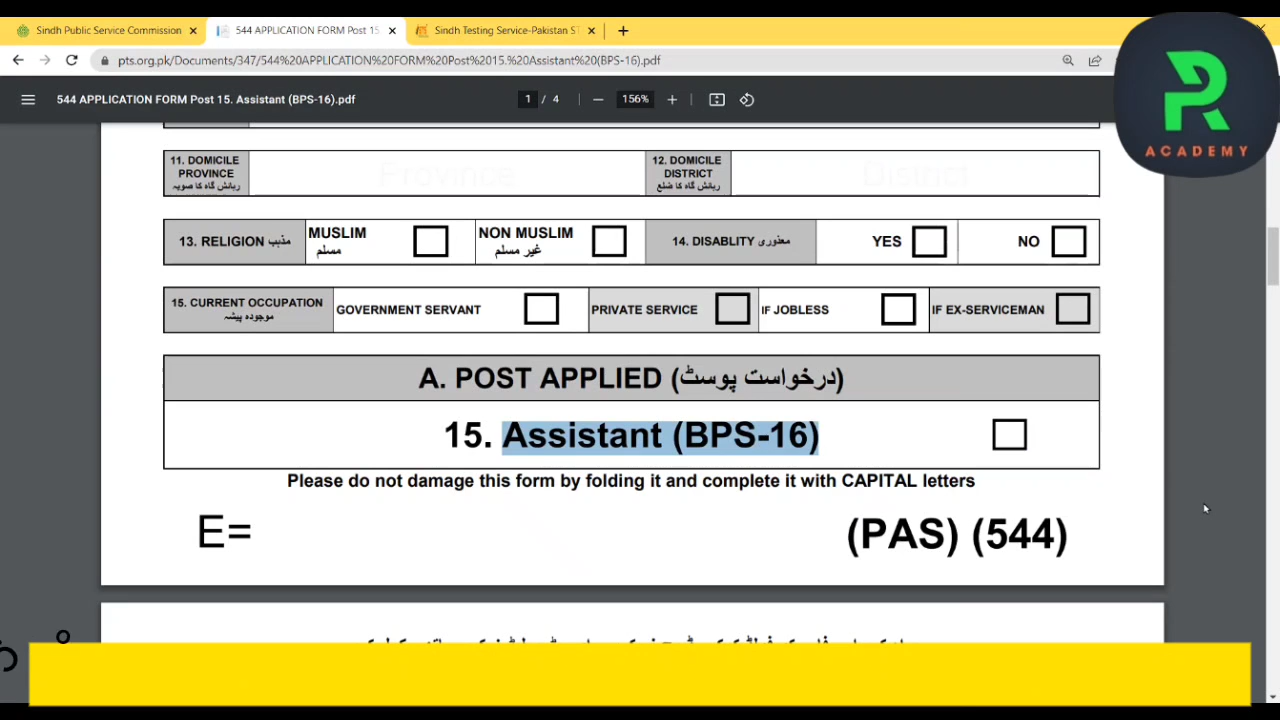 Sindh Public Service Commission
544 APPLICATION FORM Post 15
Sindh Testing Service-Pakistan ST
pts.org.pk/Documents/347/544%20APPLICATION%20FORM%20Post%2015.%20Assistant%20(BPS-16).pdf
544 APPLICATION FORM Post 15. Assistant (BPS-16).pdf
1 / 4
156%
R
ACADEMY
11. DOMICILE PROVINCE
رہائش گاہ کا صوبہ
Province
12. DOMICILE DISTRICT
رہائش گاہ کا ضلع
District
13. RELIGION مذہب
MUSLIM
مسلم
NON MUSLIM
غیر مسلم
14. DISABLITY معذوری
YES
NO
15. CURRENT OCCUPATION
موجودہ پیشہ
GOVERNMENT SERVANT
PRIVATE SERVICE
IF JOBLESS
IF EX-SERVICEMAN
A. POST APPLIED (درخواست پوسٹ)
15. Assistant (BPS-16)
Please do not damage this form by folding it and complete it with CAPITAL letters
E=
(PAS) (544)